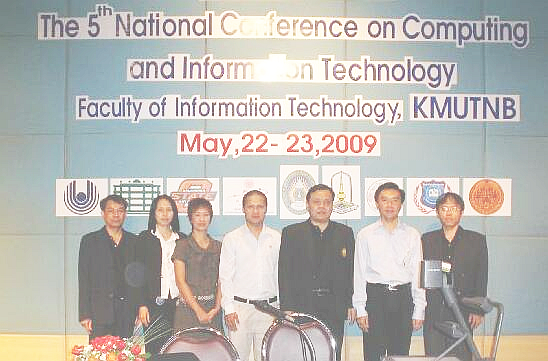 The 5th National Conference on Computing
and Information Technology
Faculty of Information Technology, KMUTNB
May,22- 23,2009